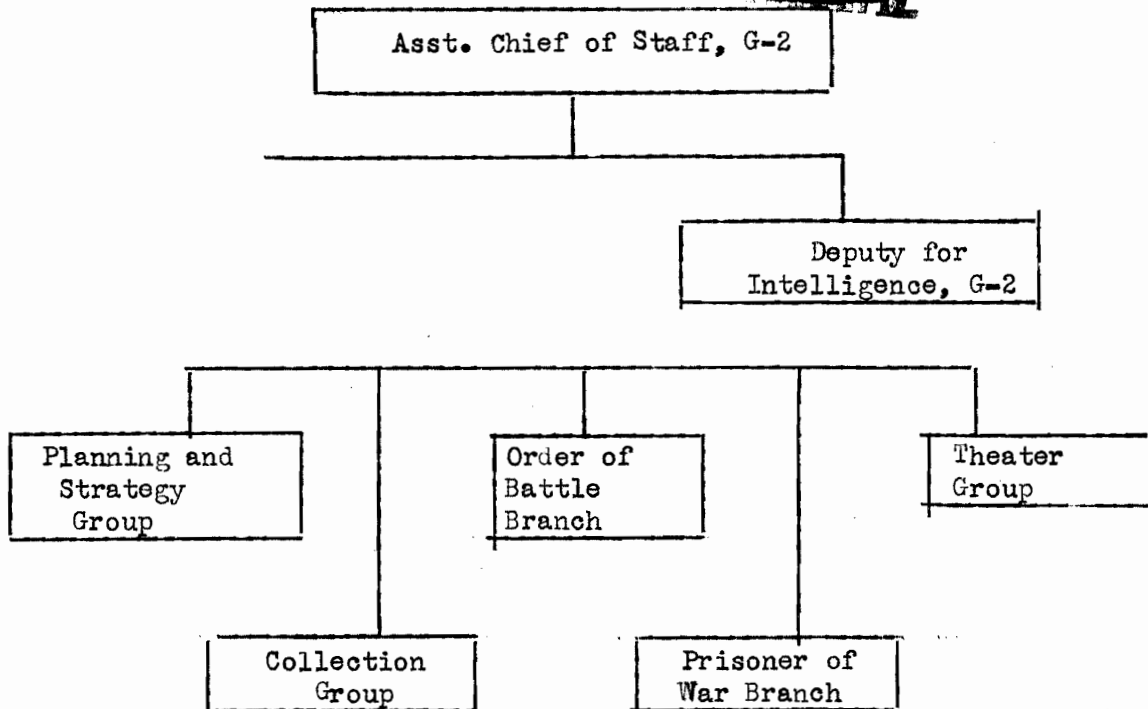 Asst. Chief of Staff, G-2
Deputy for
Intelligence, G-2
Planning and
Strategy
Group
Order of
Battle
Branch
Theater
Group
Collection
Group
Prisoner of
War Branch